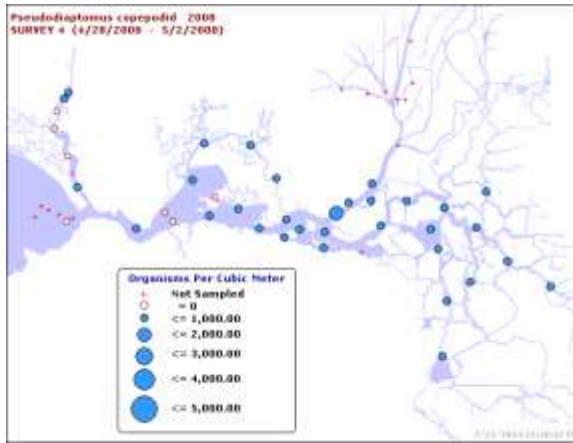 Pseudodiaptomus copepodid 2008
SURVEY 4 (4/28/2008 - 5/2/2008)
Organisms Per Cubic Meter
Not Sampled
= 0
<= 1,000.00
<= 2,000.00
<= 3,000.00
<= 4,000.00
<= 5,000.00